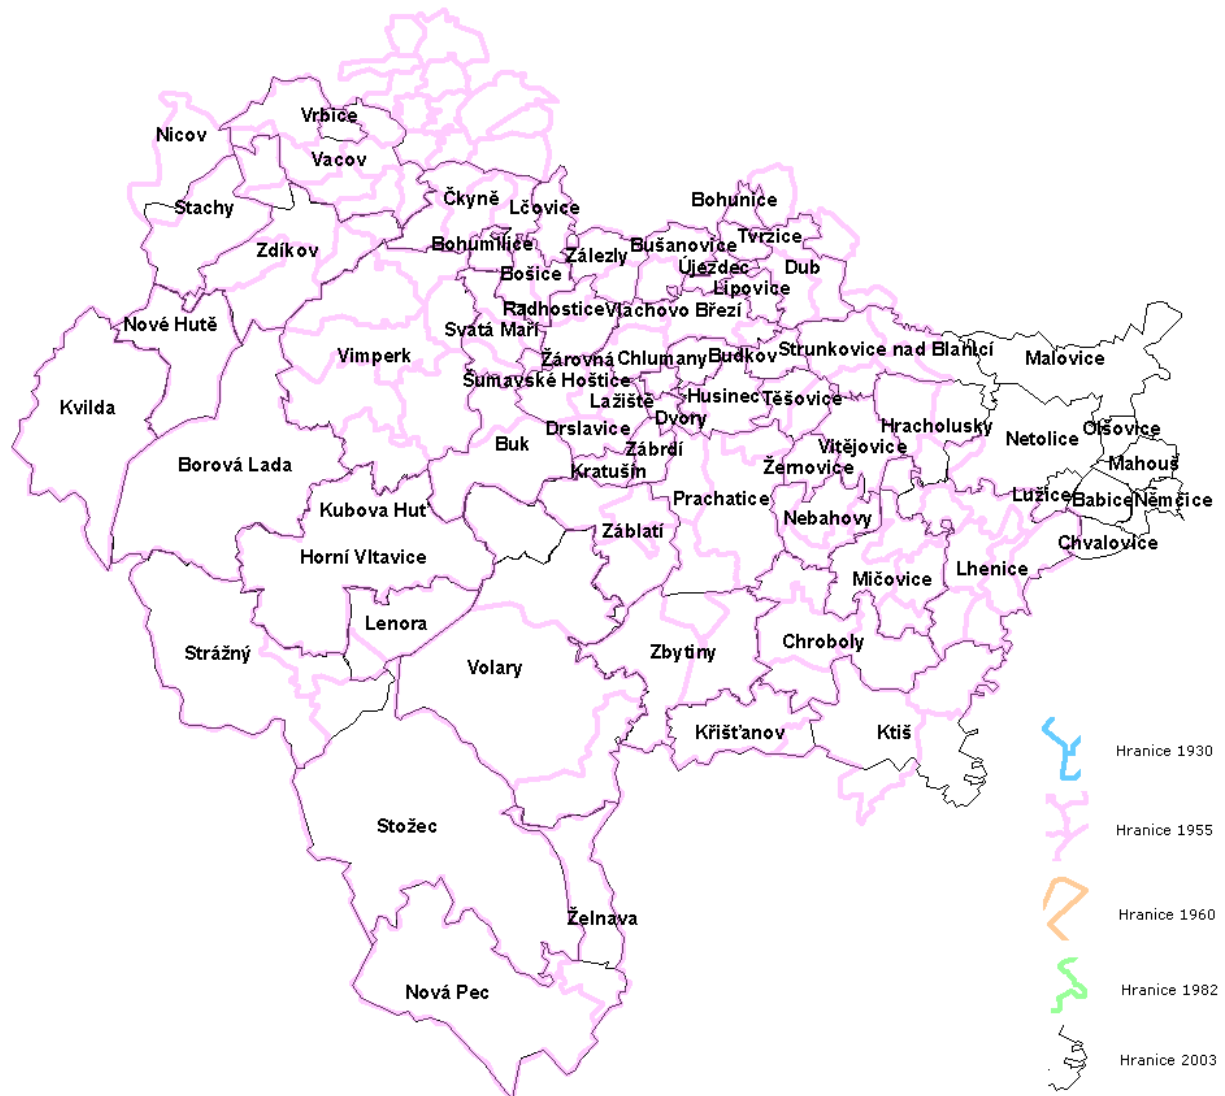 Vrbice
Nicov
Vacov
Čkyně
Bohunice
Stachy
Lčovice
Tvrzice
Zdíkov
Bohumilice
Bušanovice
Zálezly
Újezdec
Dub
Bošice
Lipovice
Radhostice
Vlachovo Březí
Nové Hutě
Svatá Maří
Vimperk
Žárovná
Chlumany
Budkov
Strunkovice nad Blanicí
Malovice
Šumavské Hoštice
Kvilda
Lažiště
Husinec
Těšovice
Dvory
Drslavice
Hracholusky
Olšovice
Buk
Zábrdí
Vitějovice
Netolice
Borová Lada
Kratušín
Žernovice
Mahouš
Prachatice
Lužice
Babice
Němčice
Kubova Huť
Nebahovy
Záblatí
Chvalovice
Horní Vltavice
Mičovice
Lhenice
Lenora
Chroboly
Strážný
Volary
Zbytiny
Křišťanov
Ktiš
Hranice 1930
Stožec
Hranice 1955
Želnava
Hranice 1960
Nová Pec
Hranice 1982
Hranice 2003